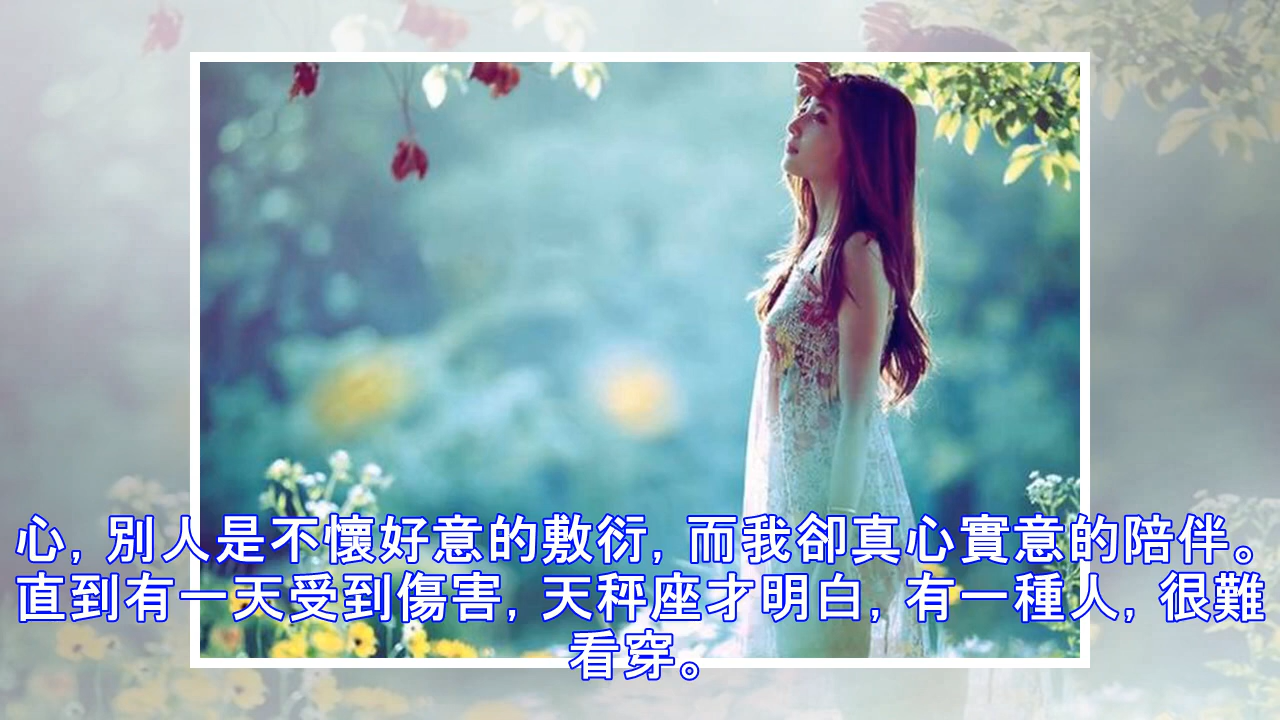 心, 別人是不懷好意的敷衍, 而我卻真心實意的陪伴。
直到有一天受到傷害, 天秤座才明白, 有一種人, 很難
看穿。